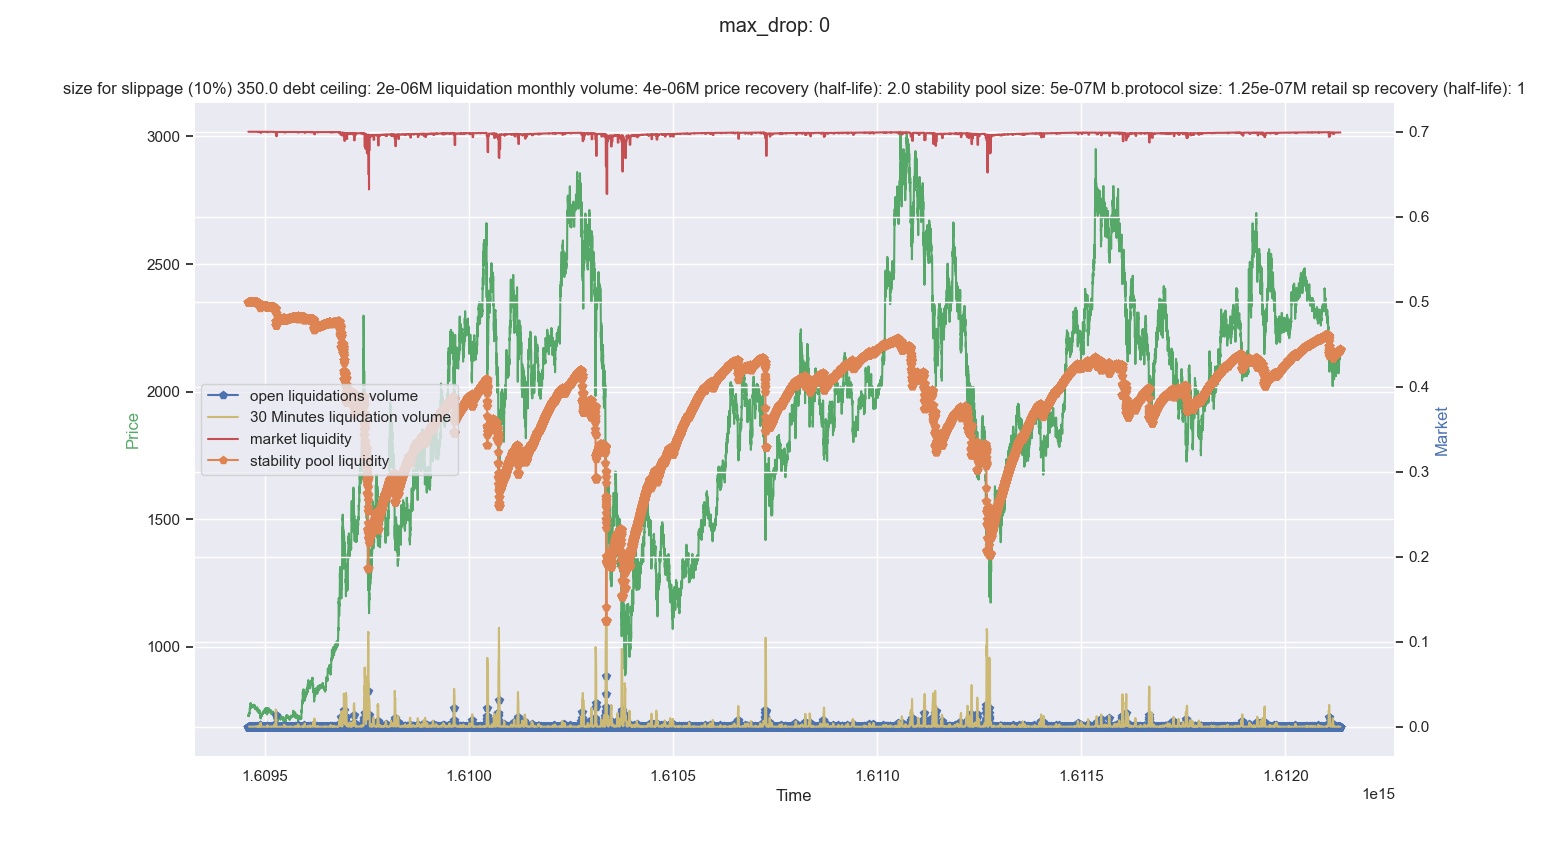 max_drop: 0
size for slippage (10%) 350.0 debt ceiling: 2e-06M liquidation monthly volume: 4e-06M price recovery (half-life): 2.0 stability pool size: 5e-07M b.protocol size: 1.25e-07M retail sp recovery (half-life): 1
3000
2500
2000
1500
1000
Price
open liquidations volume
30 Minutes liquidation volume
market liquidity
stability pool liquidity
0.7
0.6
0.5
0.4
0.3
0.2
0.1
0.0
Market
1.6095 1.6100 1.6105 1.6110 1.6115 1.6120
Time
1e15